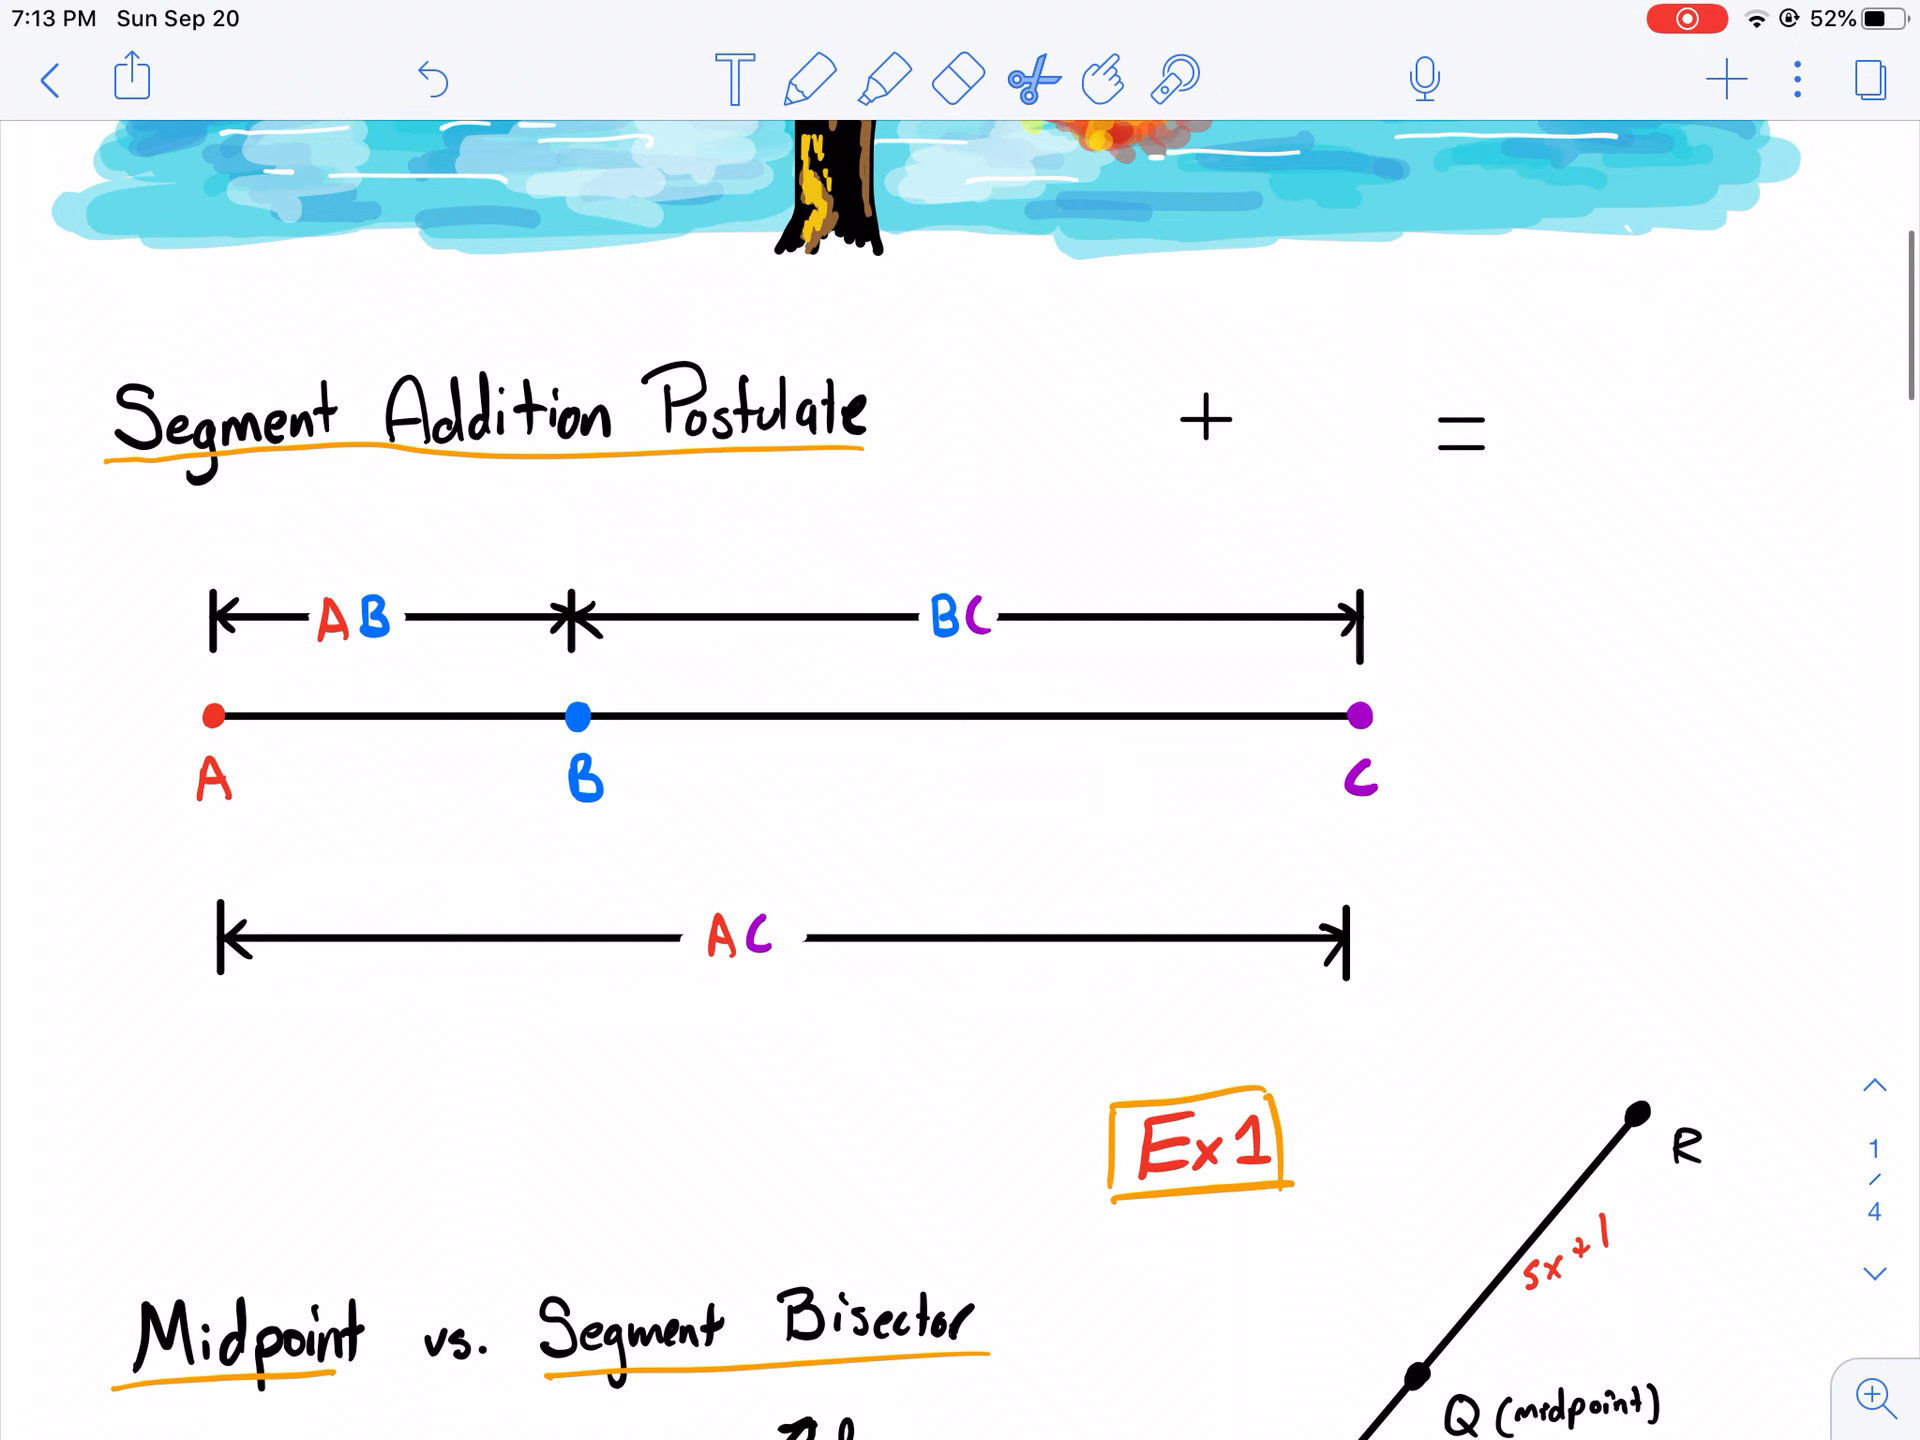 7:13 PM Sun Sep 20
52%
T
Segment Addition Postulate + =
AB BC
A B C
AC
Ex 1
R
5x+1
1
/
4
Midpoint vs. Segment Bisector
Q (midpoint)